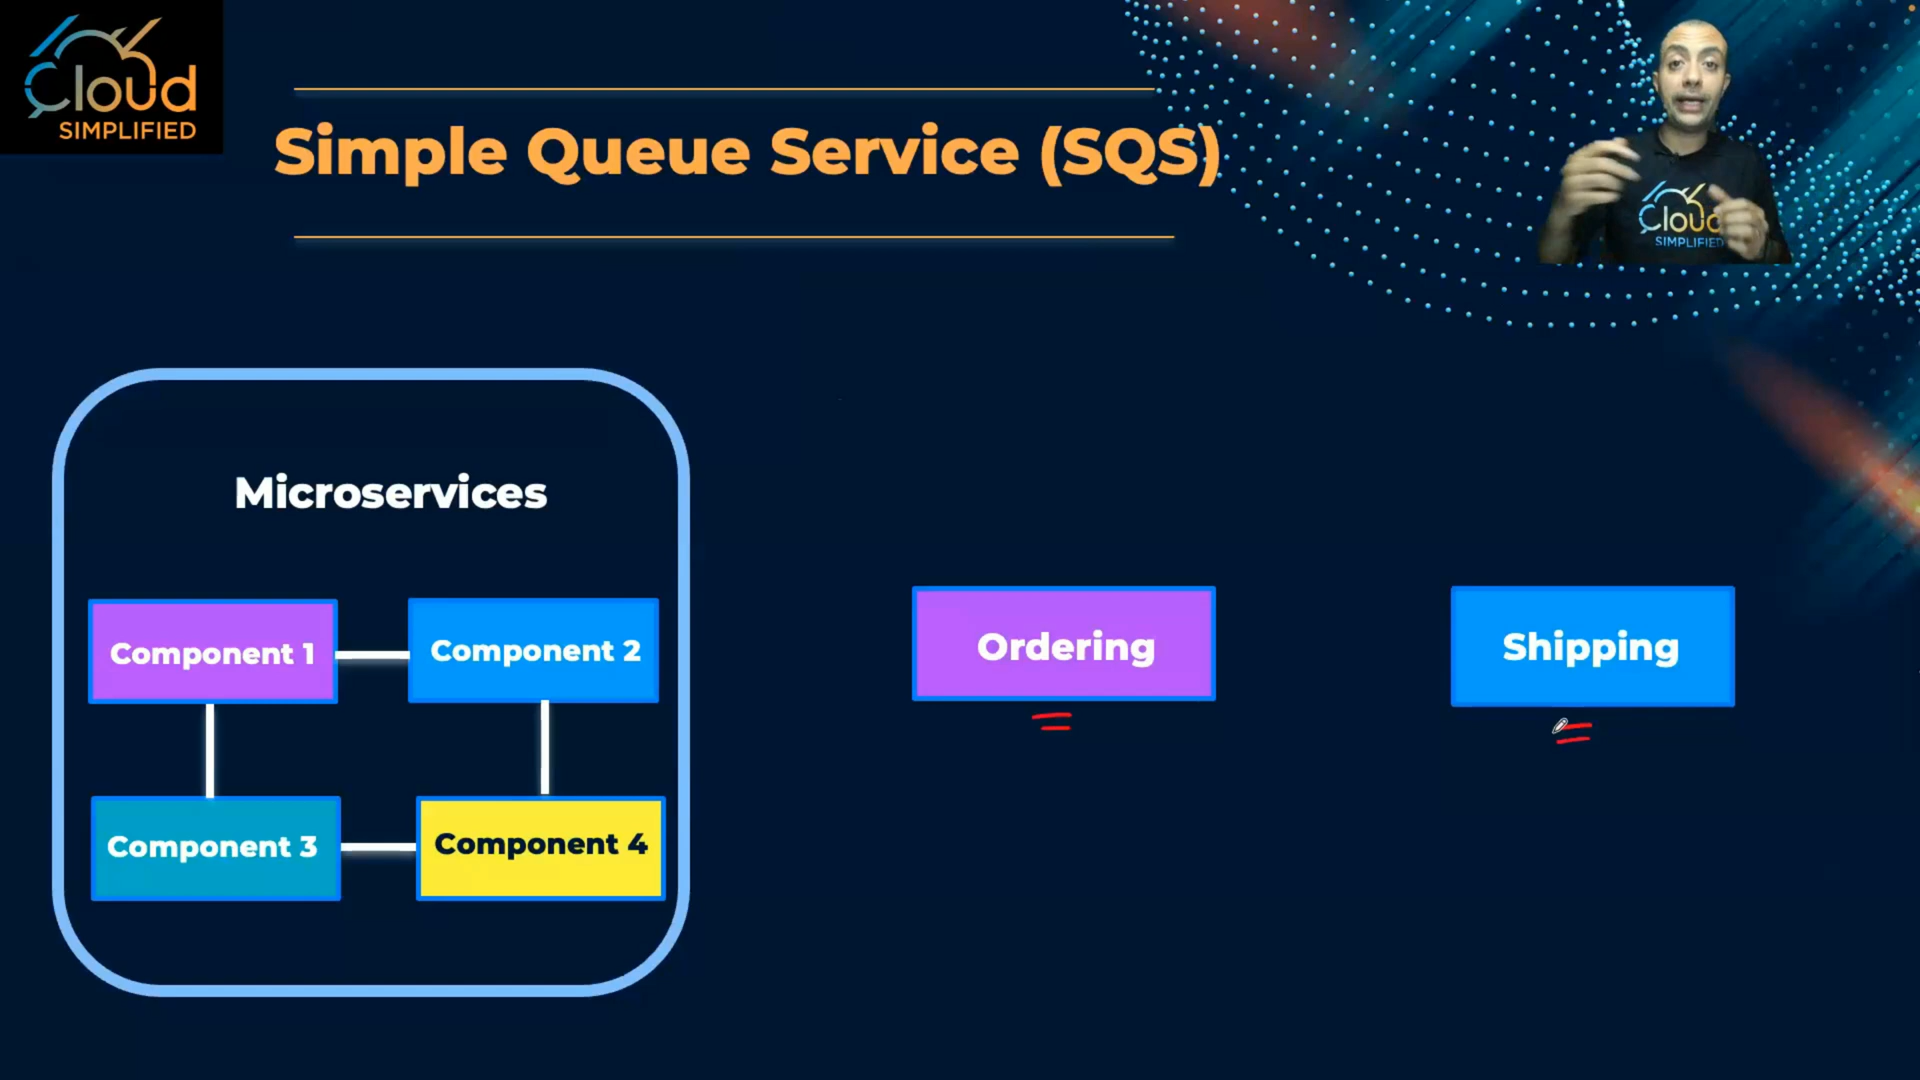 Cloud
SIMPLIFIED
Simple Queue Service (SQS)
Cloud
SIMPLIFIED
Microservices
Component 1
Component 2
Component 3
Component 4
Ordering
Shipping